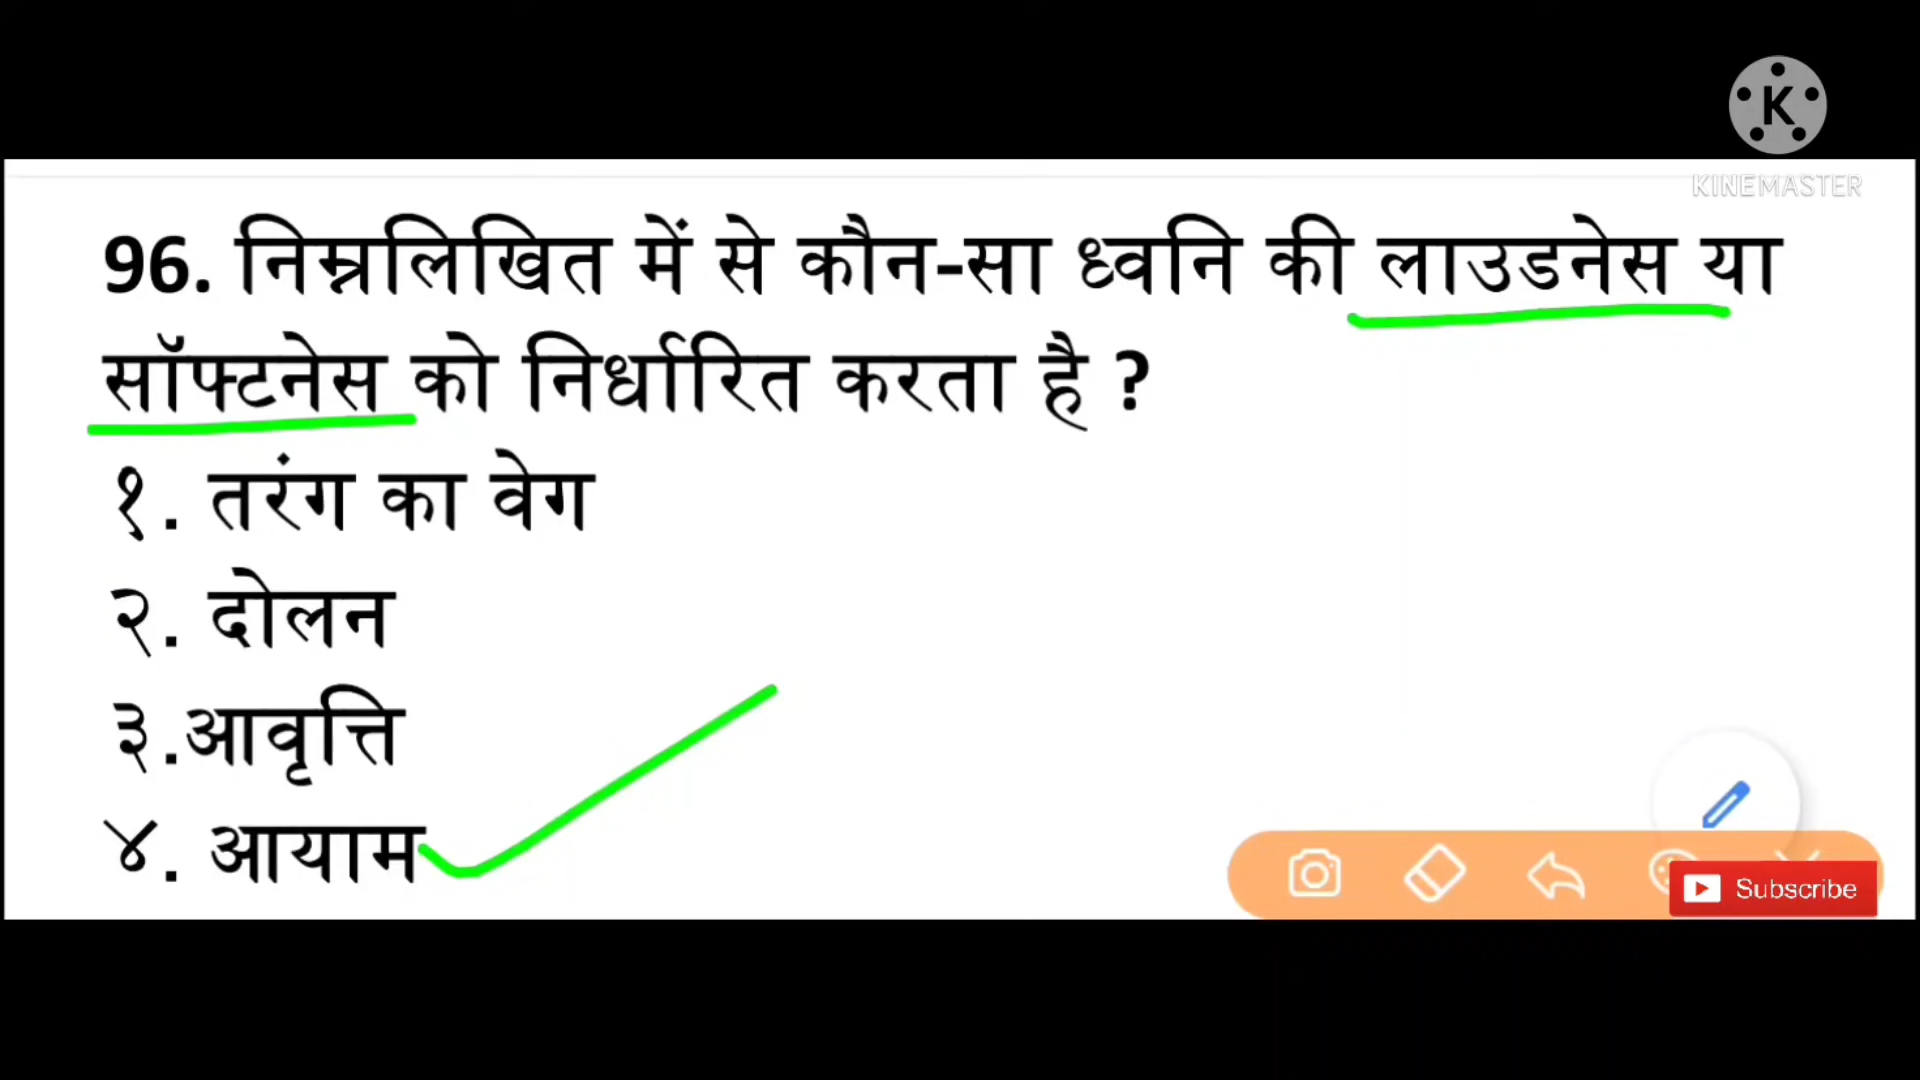 K
KINEMASTER
96. निम्नलिखित में से कौन-सा ध्वनि की लाउडनेस या
सॉफ्टनेस को निर्धारित करता है ?
१. तरंग का वेग
२. दोलन
३.आवृत्ति
४. आयाम
Subscribe